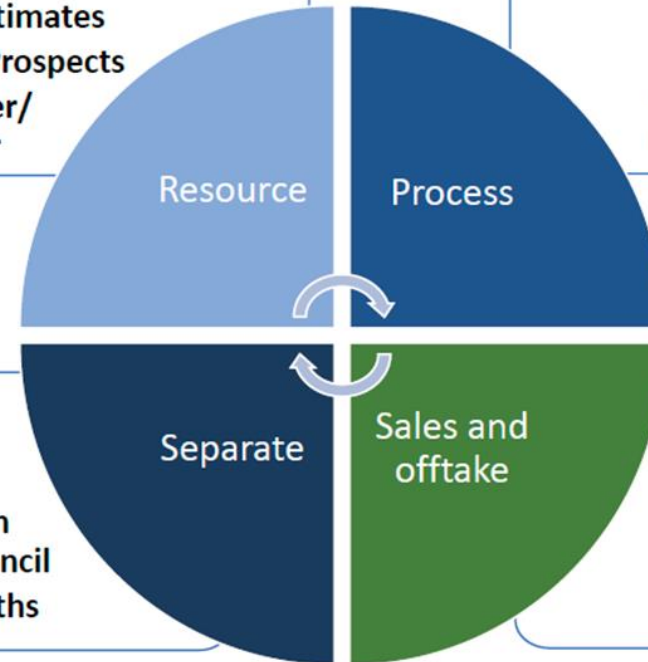 timates
rospects
er/
Resource
Process
Separate
Sales and
offtake
n
ncil
ths